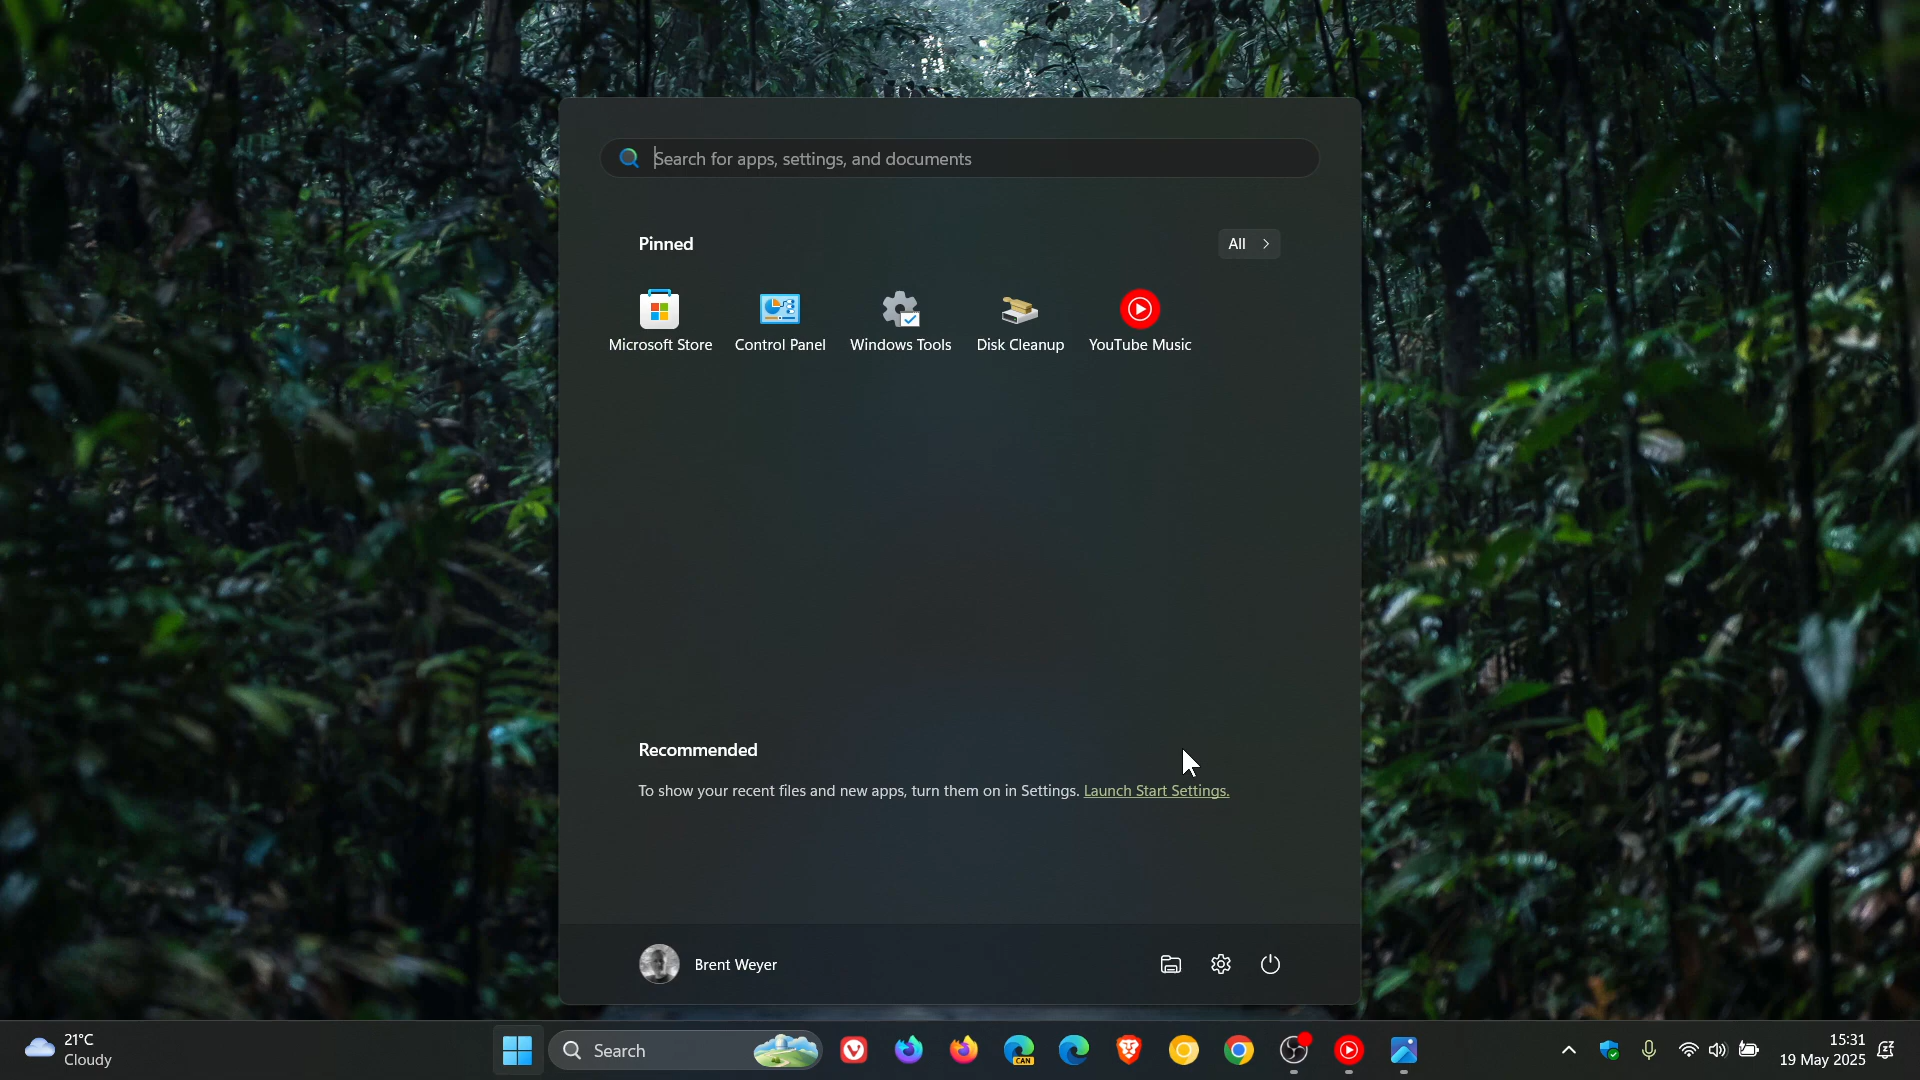 Search for apps, settings, and documents
Pinned
All
Microsoft Store
Control Panel
Windows Tools
Disk Cleanup
YouTube Music
Recommended
To show your recent files and new apps, turn them on in Settings. Launch Start Settings.
Brent Weyer
21°C
Cloudy
Search
CAN
15:31
19 May 2025